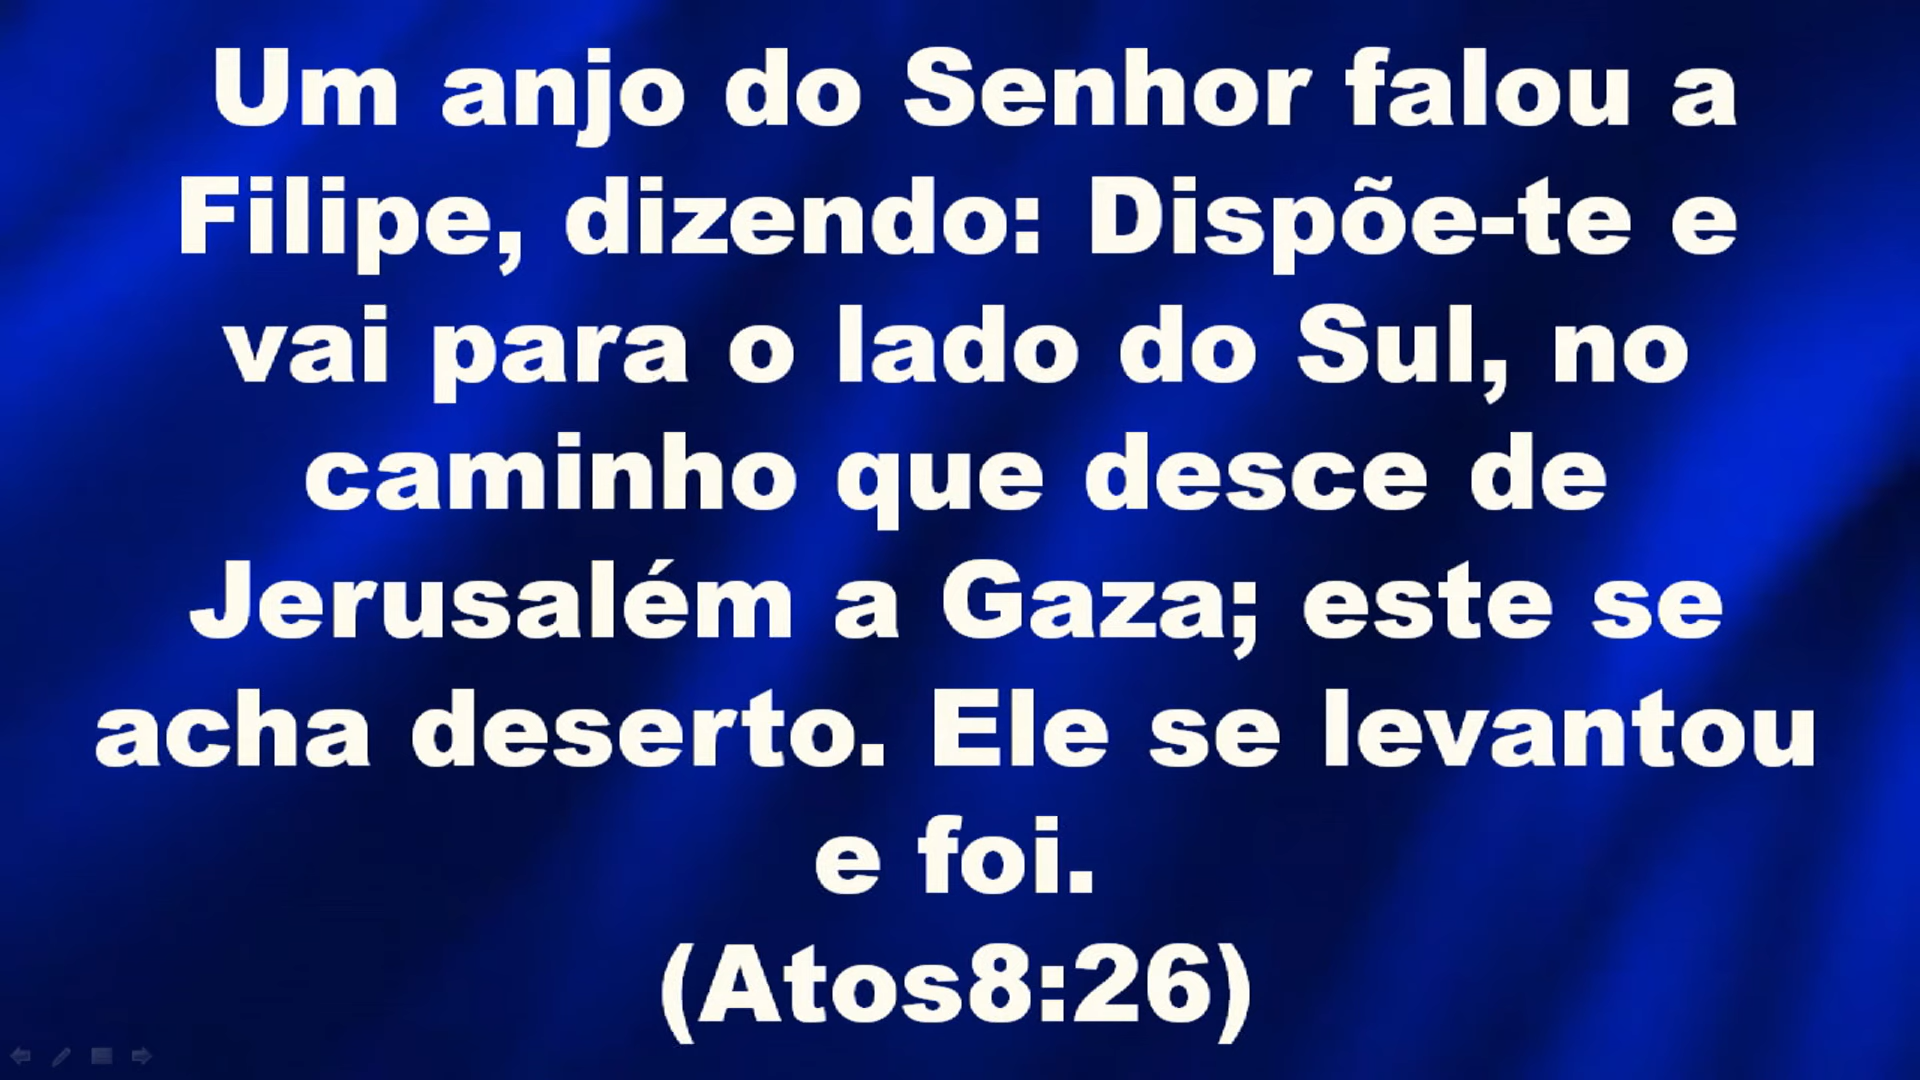 Um anjo do Senhor falou a
Filipe, dizendo: Dispõe-te e
vai para o lado do Sul, no
caminho que desce de
Jerusalém a Gaza; este se
acha deserto. Ele se levantou
e foi.
(Atos8:26)